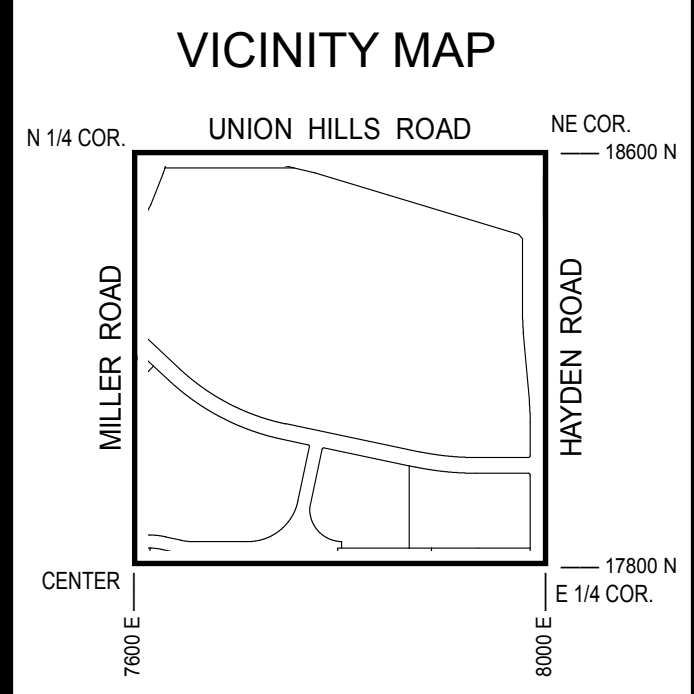 VICINITY MAP
UNION HILLS ROAD
N 1/4 COR.
NE COR.
18600 N
MILLER ROAD
HAYDEN ROAD
17800 N
CENTER
E 1/4 COR.
7600 E
8000 E